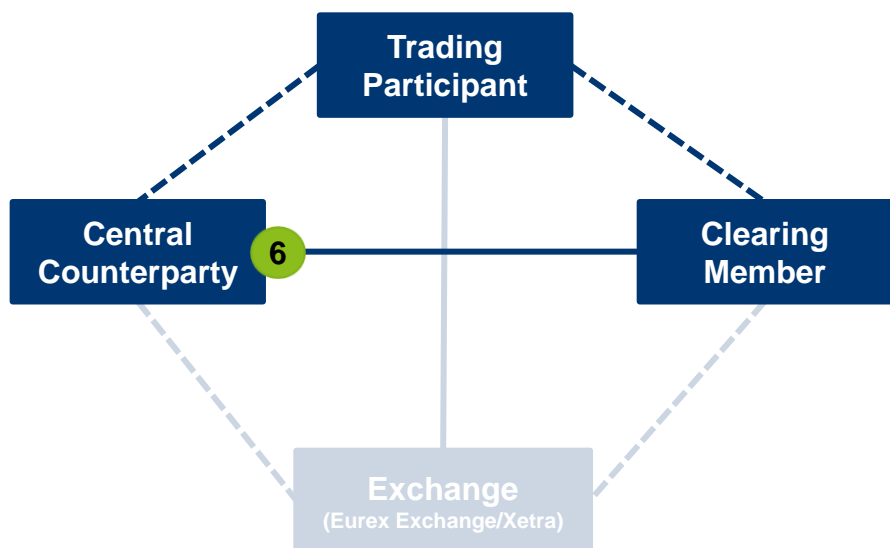 Trading
Participant
Central
Counterparty
6
Clearing
Member
Exchange
(Eurex Exchange/Xetra)